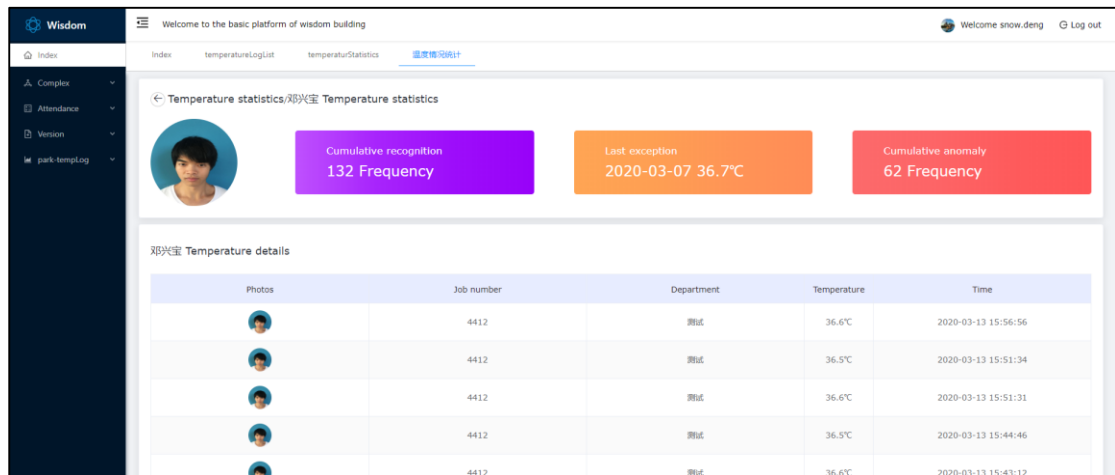 Wisdom
Welcome to the basic platform of wisdom building
Welcome snow.deng
Log out
Index
Index temperatureLogList temperaturStatistics 温度情况统计
Complex
Attendance
Version
park-tempLog
Temperature statistics/邓兴宝 Temperature statistics
Cumulative recognition
132 Frequency
Last exception
2020-03-07 36.7℃
Cumulative anomaly
62 Frequency
邓兴宝 Temperature details
Photos Job number Department Temperature Time
4412 测试 36.6℃ 2020-03-13 15:56:56
4412 测试 36.5℃ 2020-03-13 15:51:34
4412 测试 36.6℃ 2020-03-13 15:51:31
4412 测试 36.5℃ 2020-03-13 15:44:46
4412 测试 36.6℃ 2020-03-13 15:43:12